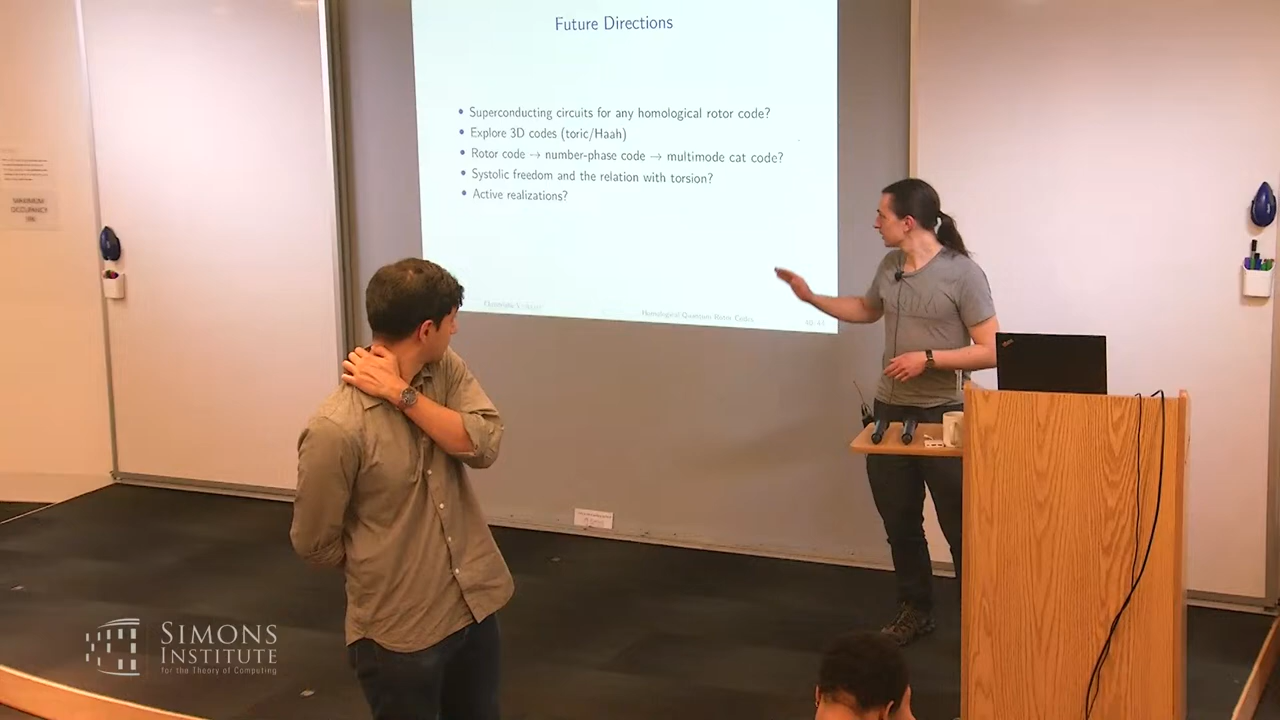 Future Directions
• Superconducting circuits for any homological rotor code?
• Explore 3D codes (toric/Haah)
• Rotor code → number-phase code → multimode cat code?
• Systolic freedom and the relation with torsion?
• Active realizations?
Homological Quantum Rotor Codes
MAXIMUM
OCCUPANCY
SIMONS
INSTITUTE
for the Theory of Computing